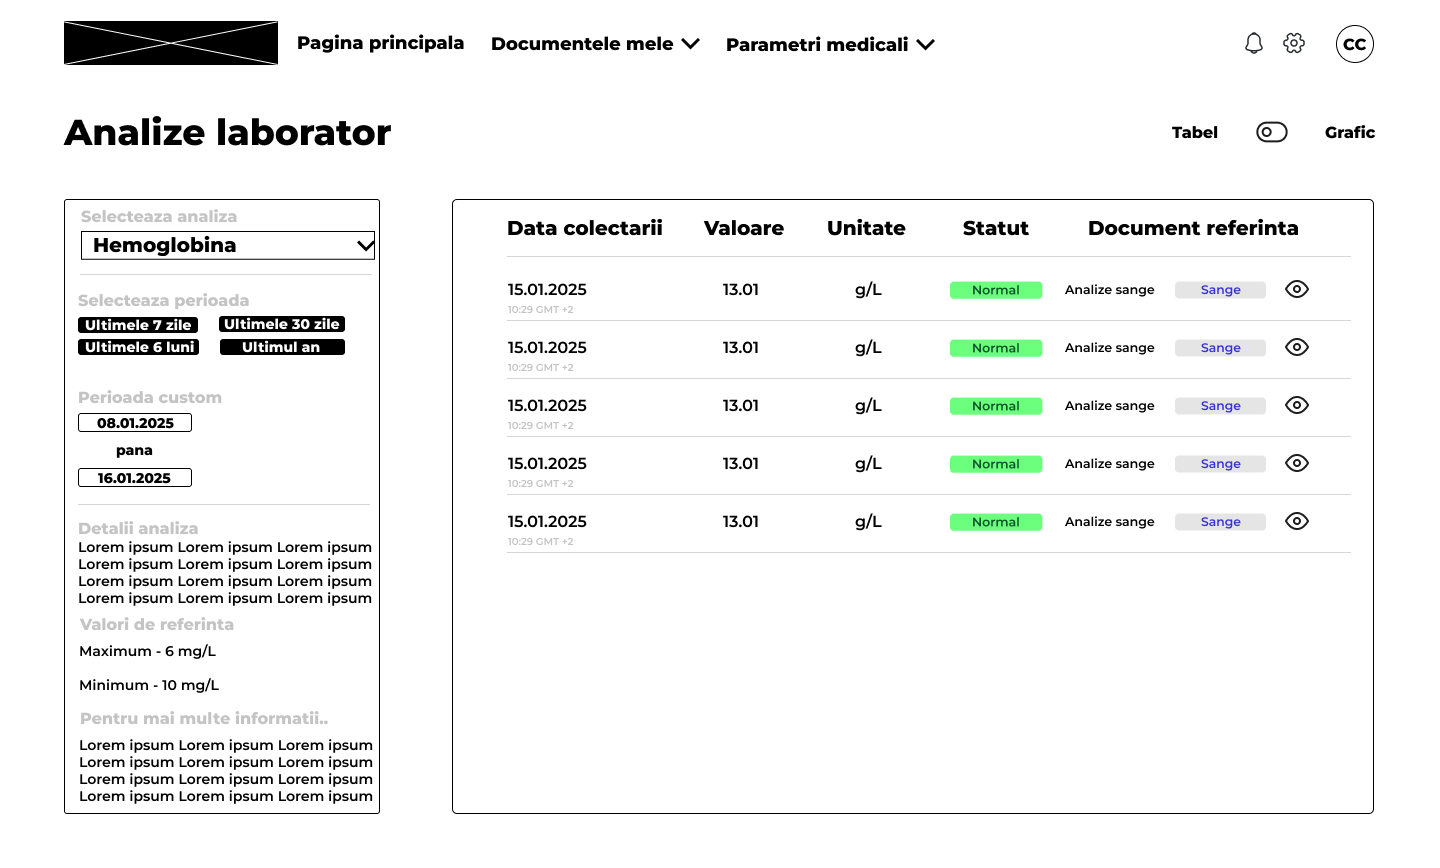 Pagina principala Documentele mele Parametri medicali CC
Analize laborator
Tabel Grafic
Selecteaza analiza
Hemoglobina
Selecteaza perioada
Ultimele 7 zile Ultimele 30 zile
Ultimele 6 luni Ultimul an
Perioada custom
08.01.2025
pana
16.01.2025
Detalii analiza
Lorem ipsum Lorem ipsum Lorem ipsum
Lorem ipsum Lorem ipsum Lorem ipsum
Lorem ipsum Lorem ipsum Lorem ipsum
Lorem ipsum Lorem ipsum Lorem ipsum
Valori de referinta
Maximum - 6 mg/L
Minimum - 10 mg/L
Pentru mai multe informatii..
Lorem ipsum Lorem ipsum Lorem ipsum
Lorem ipsum Lorem ipsum Lorem ipsum
Lorem ipsum Lorem ipsum Lorem ipsum
Lorem ipsum Lorem ipsum Lorem ipsum
Data colectarii Valoare Unitate Statut Document referinta
15.01.2025 13.01 g/L Normal Analize sange Sange
10:29 GMT +2
15.01.2025 13.01 g/L Normal Analize sange Sange
10:29 GMT +2
15.01.2025 13.01 g/L Normal Analize sange Sange
10:29 GMT +2
15.01.2025 13.01 g/L Normal Analize sange Sange
10:29 GMT +2
15.01.2025 13.01 g/L Normal Analize sange Sange
10:29 GMT +2